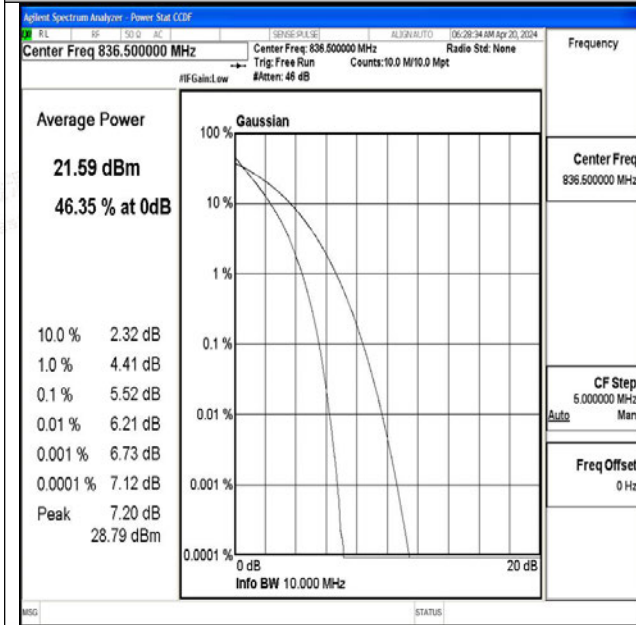 Agilent Spectrum Analyzer - Power Stat CCDF
RL RF 50 Ω AC SENSE:PULSE ALIGN AUTO 06:28:34 AM Apr 20, 2024
Center Freq 836.500000 MHz
Center Freq: 836.500000 MHz Radio Std: None
Trig: Free Run Counts:10.0 M/10.0 Mpt
#IFGain:Low #Atten: 46 dB
Average Power
21.59 dBm
46.35 % at 0dB
10.0 % 2.32 dB
1.0 % 4.41 dB
0.1 % 5.52 dB
0.01 % 6.21 dB
0.001 % 6.73 dB
0.0001 % 7.12 dB
Peak 7.20 dB
28.79 dBm
Gaussian
100 %
10 %
1 %
0.1 %
0.01 %
0.001 %
0.0001 %
0 dB 20 dB
Info BW 10.000 MHz
Frequency
Center Freq
836.500000 MHz
CF Step
5.000000 MHz
Auto Man
Freq Offset
0 Hz
MSG STATUS